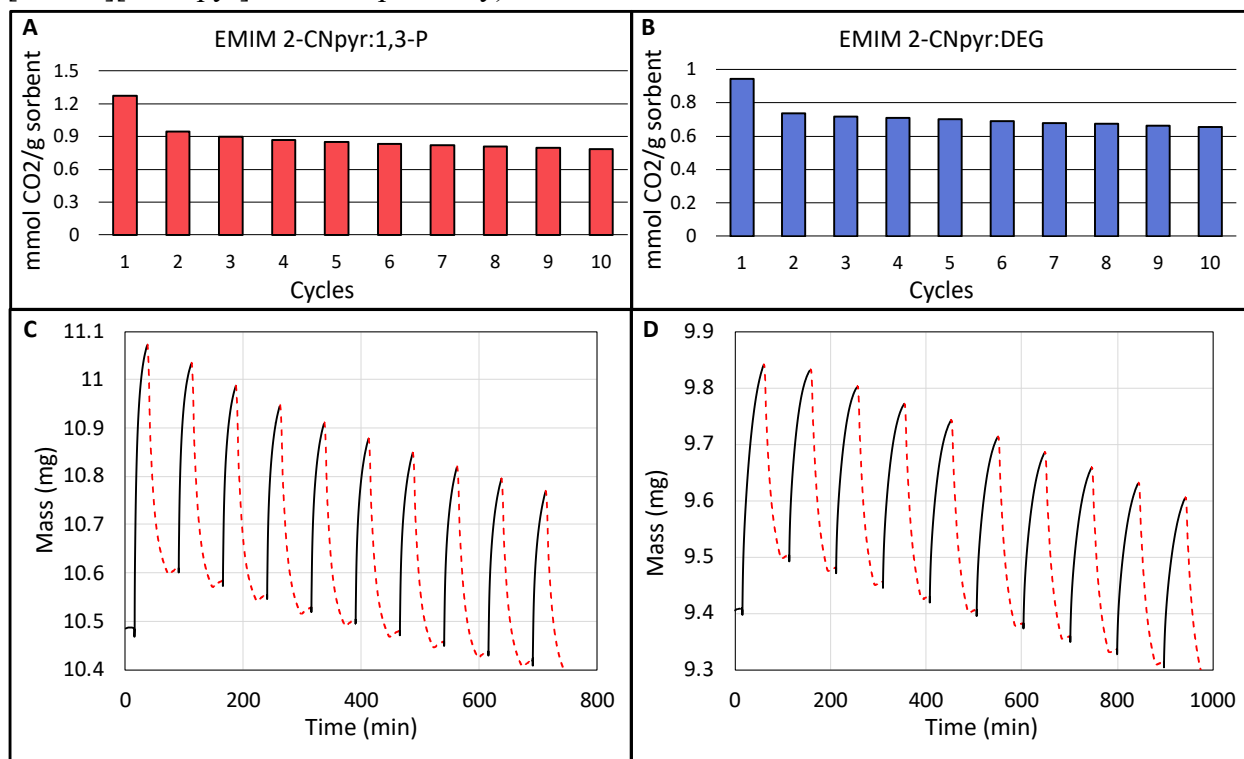 A
EMIM 2-CNpyr:1,3-P
mmol CO2/g sorbent
1.5
1.2
0.9
0.6
0.3
0
1 2 3 4 5 6 7 8 9 10
Cycles
B
EMIM 2-CNpyr:DEG
mmol CO2/g sorbent
1
0.8
0.6
0.4
0.2
0
1 2 3 4 5 6 7 8 9 10
Cycles
C
Mass (mg)
11.1
11
10.9
10.8
10.7
10.6
10.5
10.4
0 200 400 600 800
Time (min)
D
Mass (mg)
9.9
9.8
9.7
9.6
9.5
9.4
9.3
0 200 400 600 800 1000
Time (min)